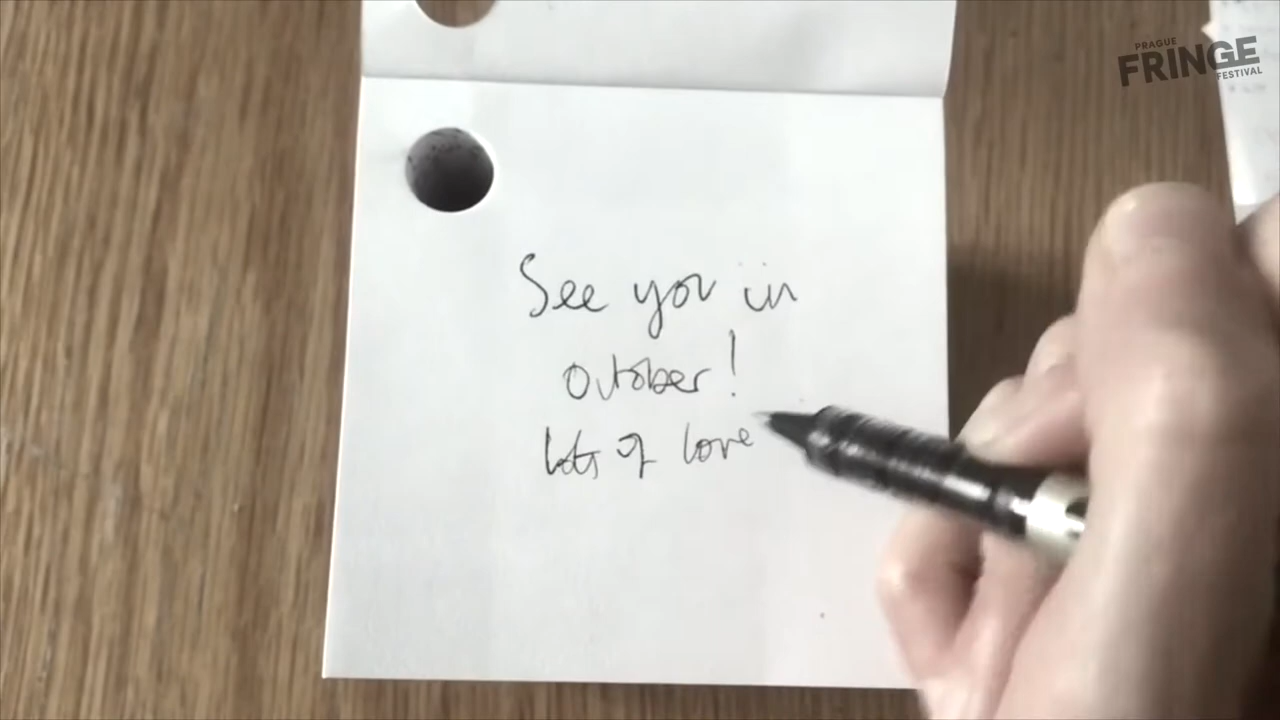 PRAGUE
FRINGE
FESTIVAL
See you in
october!
lots of love